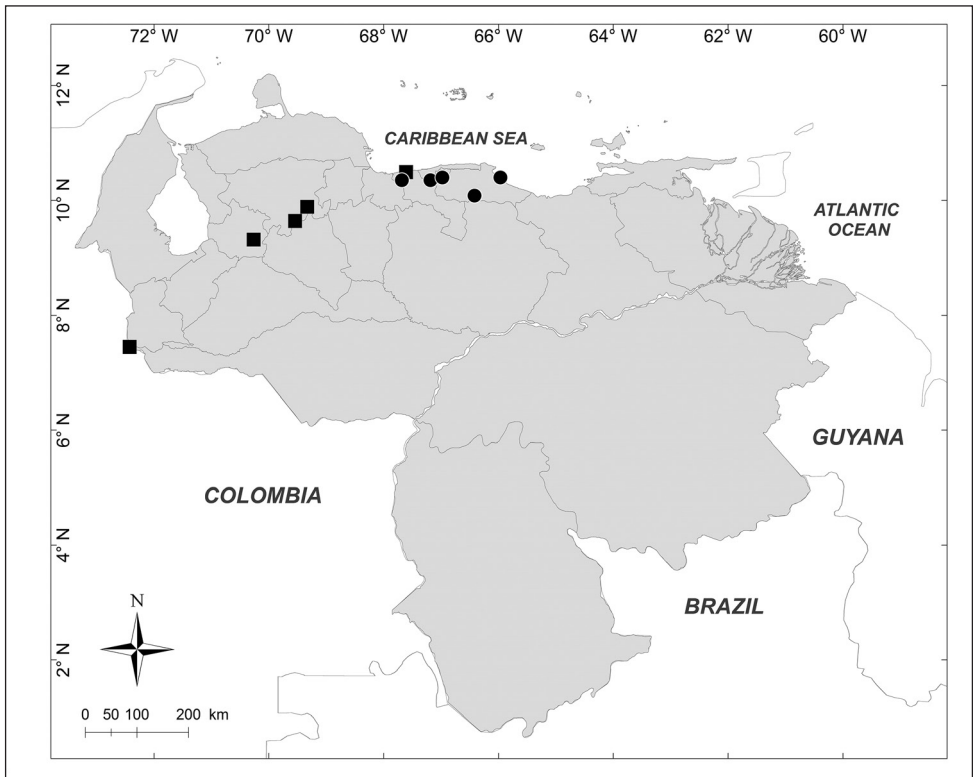 72° W 70° W 68° W 66° W 64° W 62° W 60° W
12° N
CARIBBEAN SEA
10° N
ATLANTIC
OCEAN
8° N
6° N
GUYANA
COLOMBIA
4° N
BRAZIL
N
2° N
0 50 100 200 km